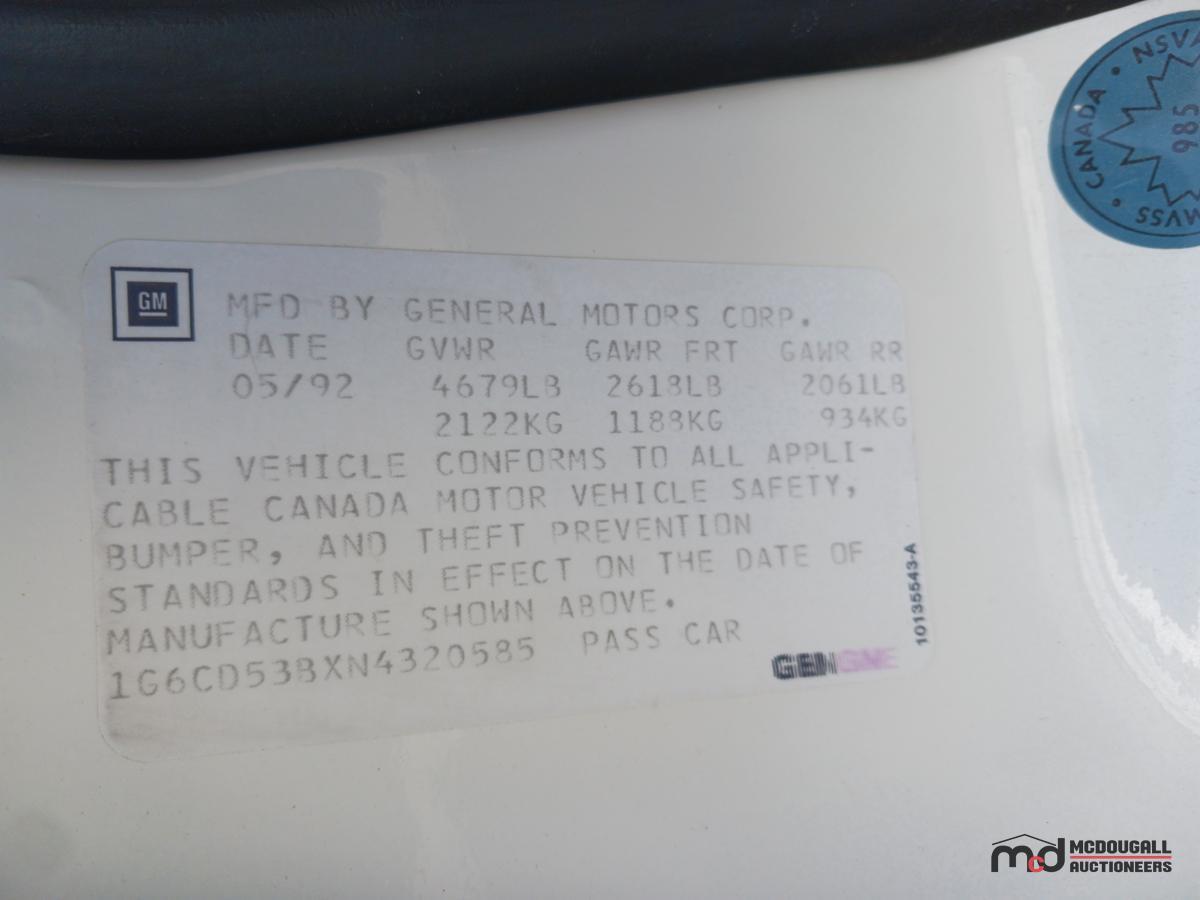 GM
MFD BY GENERAL MOTORS CORP.
DATE GVWR GAWR FRT GAWR RR
05/92 4679LB 2618LB 2061LB
2122KG 1188KG 934KG
THIS VEHICLE CONFORMS TO ALL APPLI-
CABLE CANADA MOTOR VEHICLE SAFETY,
BUMPER, AND THEFT PREVENTION
STANDARDS IN EFFECT ON THE DATE OF
MANUFACTURE SHOWN ABOVE.
1G6CD53BXN4320585 PASS CAR
10135543-A
CANADA • NSVA
985
MVSS •
mcd MCDOUGALL
AUCTIONEERS